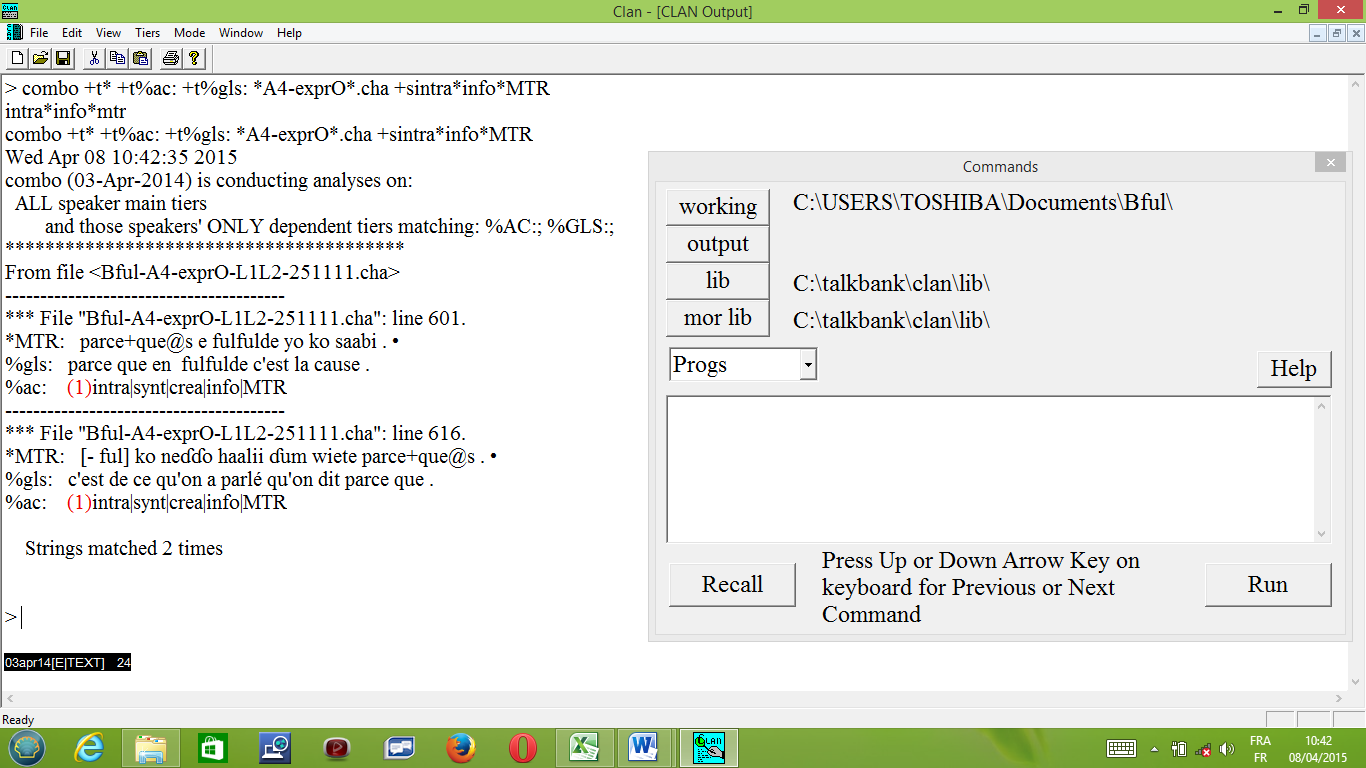 Clan - [CLAN Output]
File Edit View Tiers Mode Window Help
> combo +t* +t%ac: +t%gls: *A4-exprO*.cha +sintra*info*MTR
intra*info*mtr
combo +t* +t%ac: +t%gls: *A4-exprO*.cha +sintra*info*MTR
Wed Apr 08 10:42:35 2015
combo (03-Apr-2014) is conducting analyses on:
ALL speaker main tiers
and those speakers' ONLY dependent tiers matching: %AC:; %GLS:;
****************************************
From file <Bful-A4-exprO-L1L2-251111.cha>
----------------------------------------
*** File "Bful-A4-exprO-L1L2-251111.cha": line 601.
*MTR: parce+que@s e fulfulde yo ko saabi . •
%gls: parce que en  fulfulde c'est la cause .
%ac: (1)intra|synt|crea|info|MTR
----------------------------------------
*** File "Bful-A4-exprO-L1L2-251111.cha": line 616.
*MTR: [- ful] ko neɗɗo haalii ɗum wiete parce+que@s . •
%gls: c'est de ce qu'on a parlé qu'on dit parce que .
%ac: (1)intra|synt|crea|info|MTR
Strings matched 2 times
>
03apr14[E|TEXT] 24
Commands
working C:\USERS\TOSHIBA\Documents\Bful\
output
lib C:\talkbank\clan\lib\
mor lib C:\talkbank\clan\lib\
Progs
Help
Recall
Press Up or Down Arrow Key on
keyboard for Previous or Next
Command
Run
Ready
CLAN
FRA
FR
10:42
08/04/2015